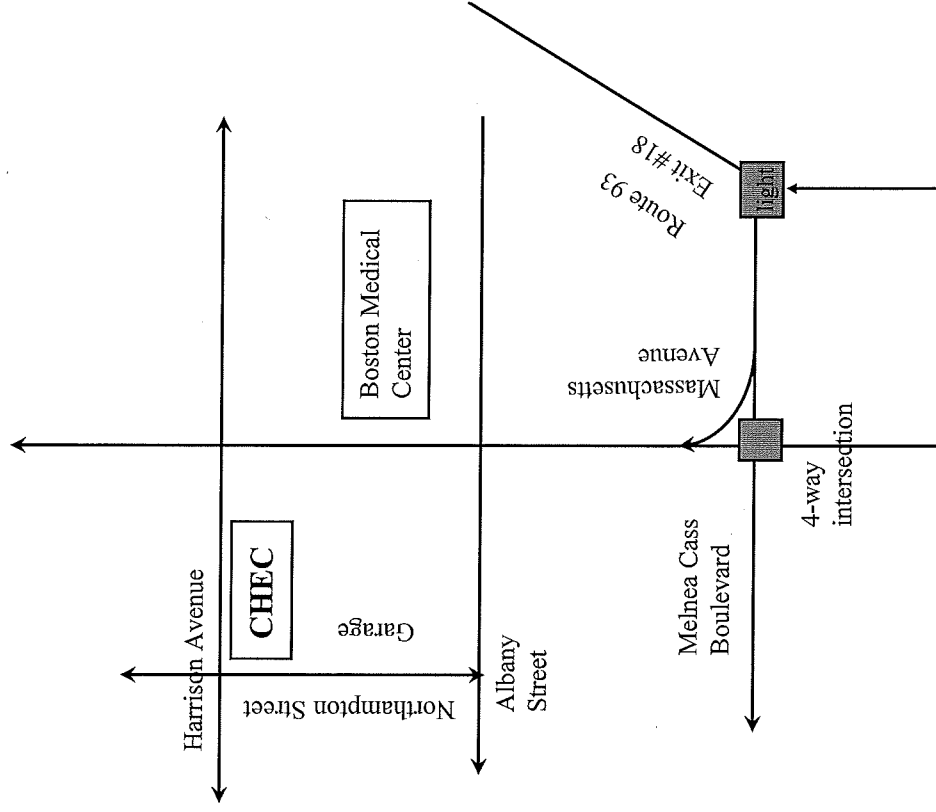 Harrison Avenue
CHEC
Garage
Northampton Street
Boston Medical
Center
Albany
Street
Route 93
Exit #18
light
Massachusetts
Avenue
Melnea Cass
Boulevard
4-way
intersection